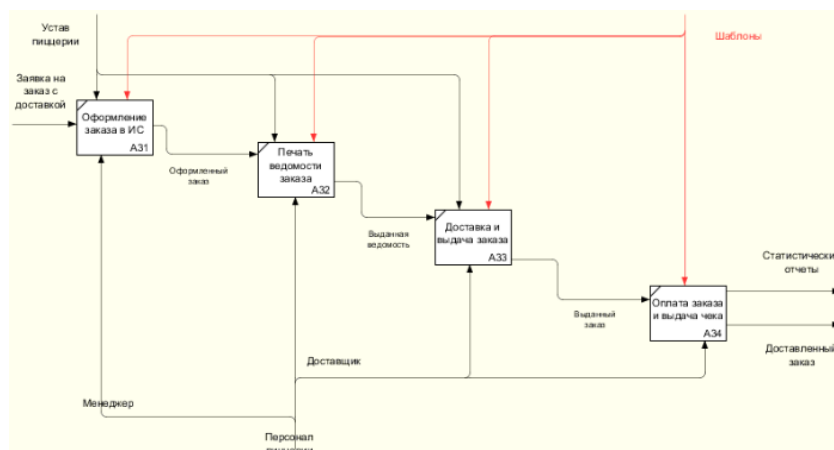 Устав
пиццерии
Шаблоны
Заявка на
заказ с
доставкой
Оформление
заказа в ИС
А31
Оформленный
заказ
Печать
ведомости
заказа
А32
Выданная
ведомость
Доставка и
выдача заказа
А33
Выданный
заказ
Оплата заказа
и выдача чека
А34
Статистически
отчеты
Доставленный
заказ
Доставщик
Менеджер
Персонал